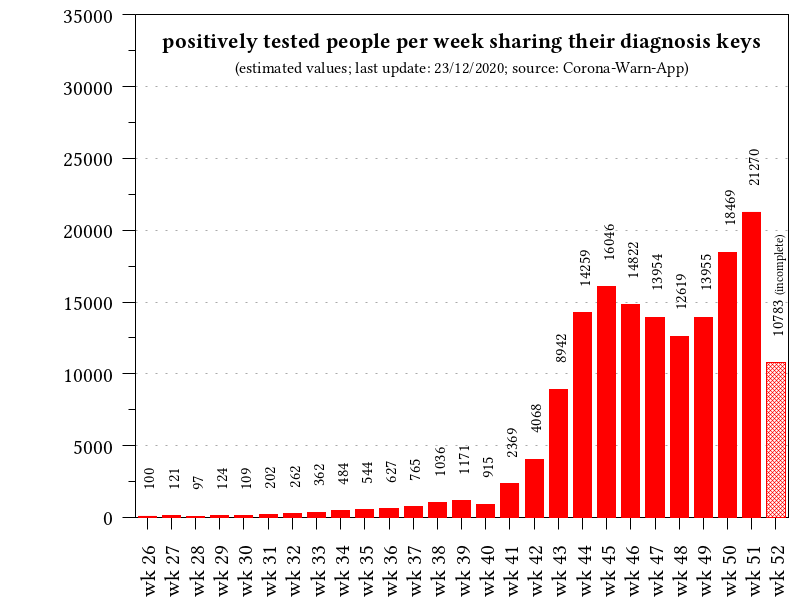 positively tested people per week sharing their diagnosis keys
(estimated values; last update: 23/12/2020; source: Corona-Warn-App)
35000
30000
25000
20000
15000
10000
5000
0
100
121
97
124
109
202
262
362
484
544
627
765
1036
1171
915
2369
4068
8942
14259
16046
14822
13954
12619
13955
18469
21270
10783 (incomplete)
wk 26
wk 27
wk 28
wk 29
wk 30
wk 31
wk 32
wk 33
wk 34
wk 35
wk 36
wk 37
wk 38
wk 39
wk 40
wk 41
wk 42
wk 43
wk 44
wk 45
wk 46
wk 47
wk 48
wk 49
wk 50
wk 51
wk 52